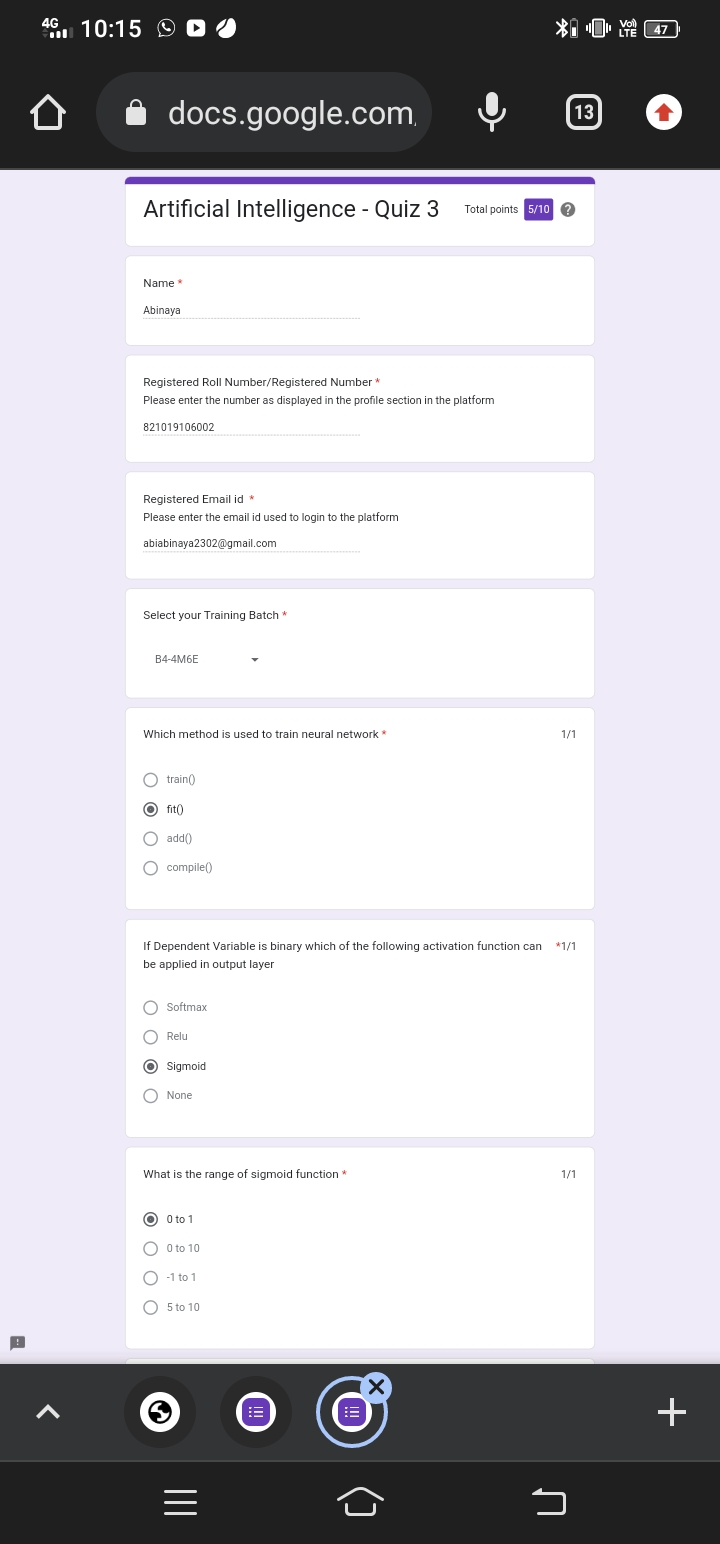 4G 10:15 Vo) LTE 47
docs.google.com 13
Artificial Intelligence - Quiz 3 Total points 5/10 ?
Name *
Abinaya
Registered Roll Number/Registered Number *
Please enter the number as displayed in the profile section in the platform
821019106002
Registered Email id *
Please enter the email id used to login to the platform
abiabinaya2302@gmail.com
Select your Training Batch *
B4-4M6E
Which method is used to train neural network * 1/1
train()
fit()
add()
compile()
If Dependent Variable is binary which of the following activation function can *1/1
be applied in output layer
Softmax
Relu
Sigmoid
None
What is the range of sigmoid function * 1/1
0 to 1
0 to 10
-1 to 1
5 to 10